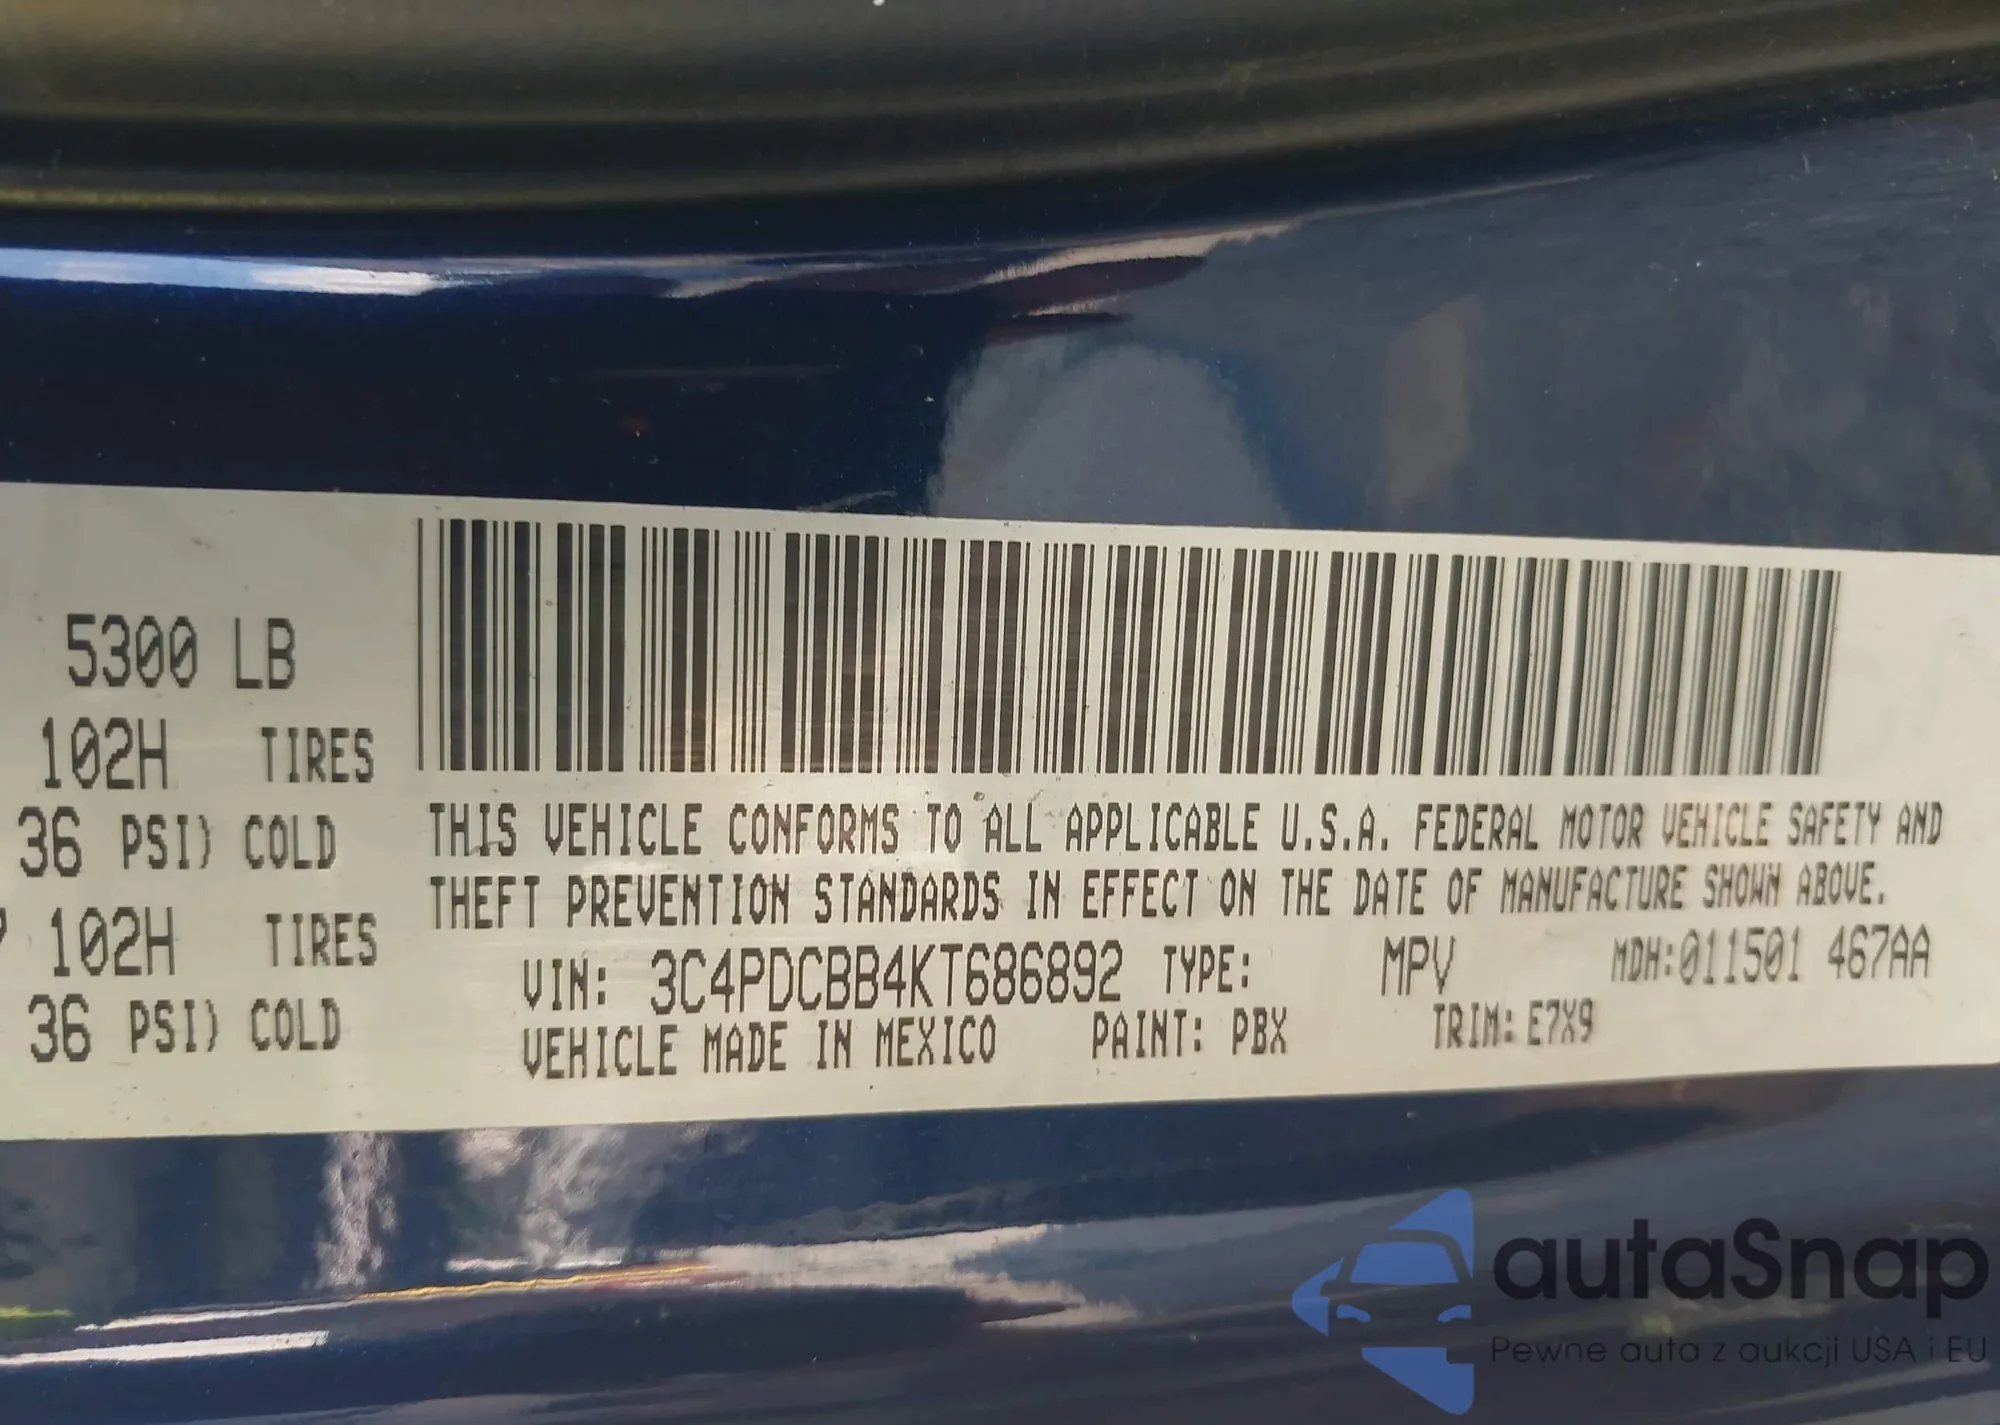 5300 LB
102H TIRES
36 PSI) COLD
102H TIRES
36 PSI) COLD
THIS VEHICLE CONFORMS TO ALL APPLICABLE U.S.A. FEDERAL MOTOR VEHICLE SAFETY AND
THEFT PREVENTION STANDARDS IN EFFECT ON THE DATE OF MANUFACTURE SHOWN ABOVE.
VIN: 3C4PDCBB4KT686892 TYPE: MPV MDH:011501 467AA
VEHICLE MADE IN MEXICO PAINT: PBX TRIM: E7X9
autaSnap
Pewne auta z aukcji USA i EU